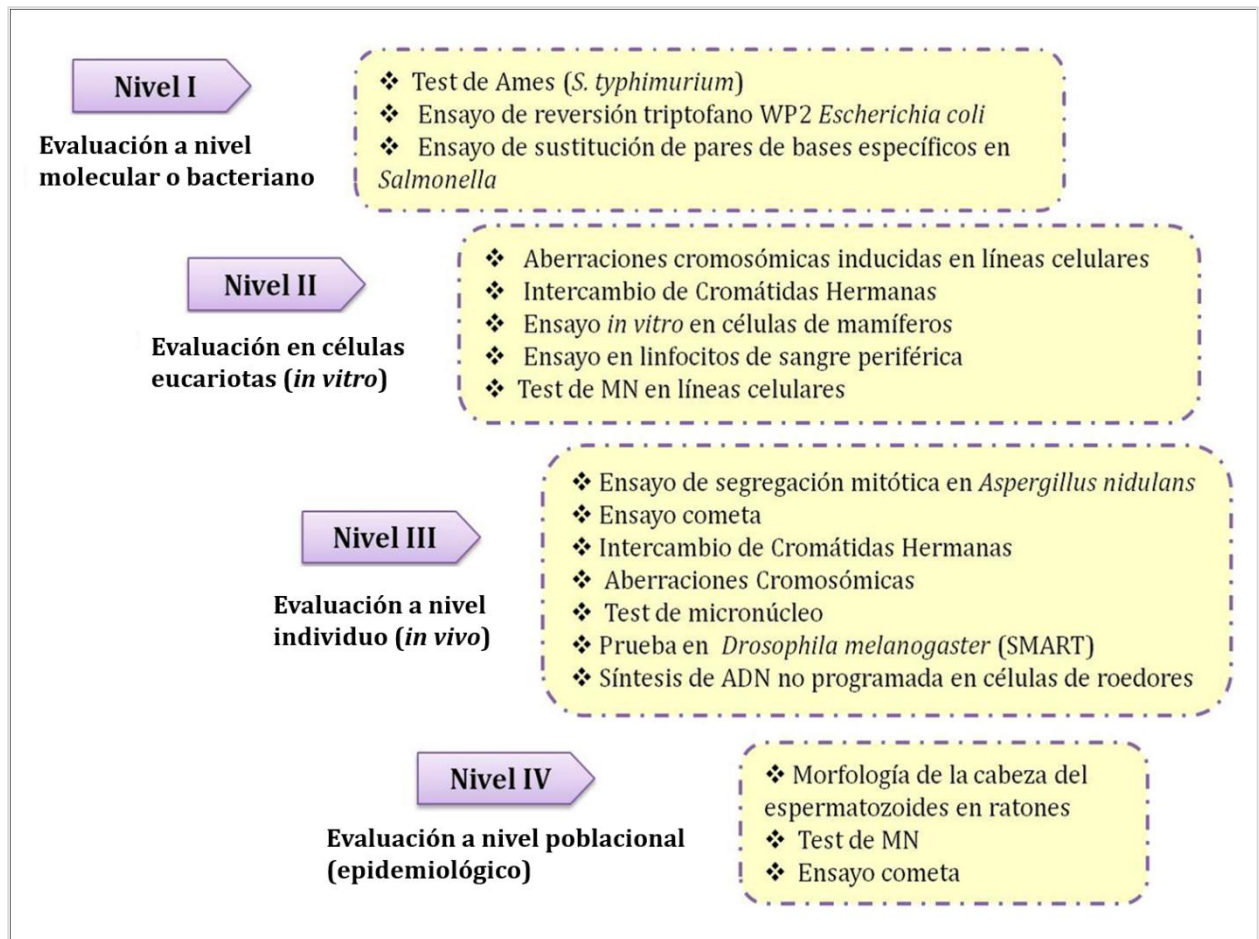 Nivel I
Evaluación a nivel
molecular o bacteriano
❖ Test de Ames (S. typhimurium)
❖ Ensayo de reversión triptofano WP2 Escherichia coli
❖ Ensayo de sustitución de pares de bases específicos en
Salmonella
Nivel II
Evaluación en células
eucariotas (in vitro)
❖ Aberraciones cromosómicas inducidas en líneas celulares
❖ Intercambio de Cromátidas Hermanas
❖ Ensayo in vitro en células de mamíferos
❖ Ensayo en linfocitos de sangre periférica
❖ Test de MN en líneas celulares
Nivel III
Evaluación a nivel
individuo (in vivo)
❖ Ensayo de segregación mitótica en Aspergillus nidulans
❖ Ensayo cometa
❖ Intercambio de Cromátidas Hermanas
❖ Aberraciones Cromosómicas
❖ Test de micronúcleo
❖ Prueba en Drosophila melanogaster (SMART)
❖ Síntesis de ADN no programada en células de roedores
Nivel IV
Evaluación a nivel poblacional
(epidemiológico)
❖ Morfología de la cabeza del
espermatozoides en ratones
❖ Test de MN
❖ Ensayo cometa